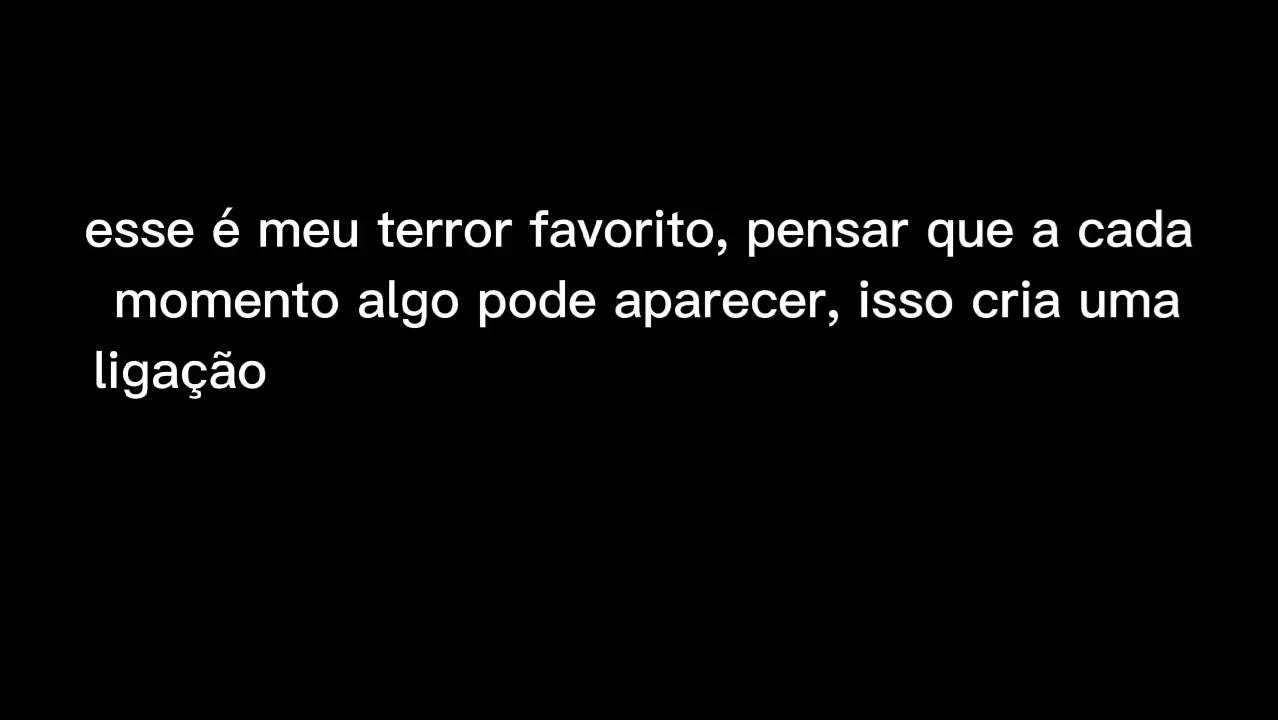 esse é meu terror favorito, pensar que a cada
momento algo pode aparecer, isso cria uma
ligação